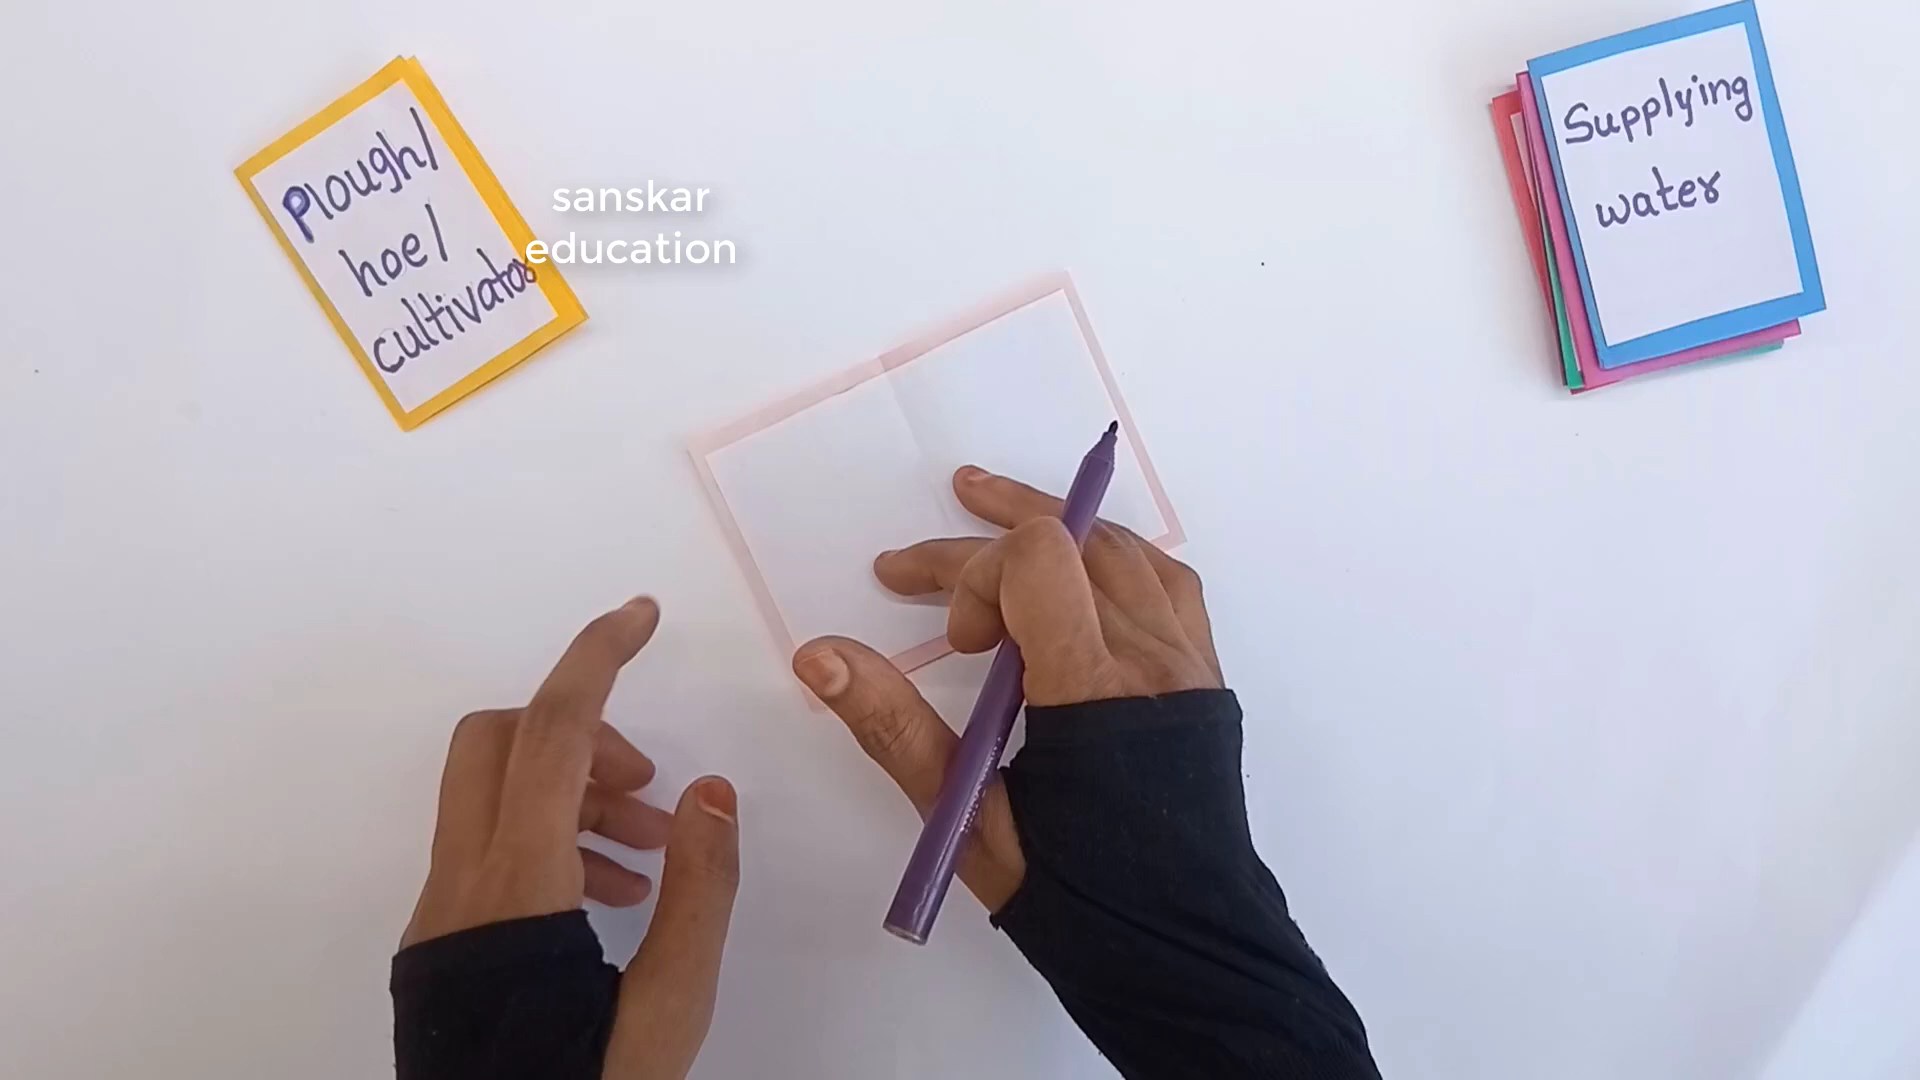 Plough/
hoe/
cultivator
sanskar
education
Supplying
water